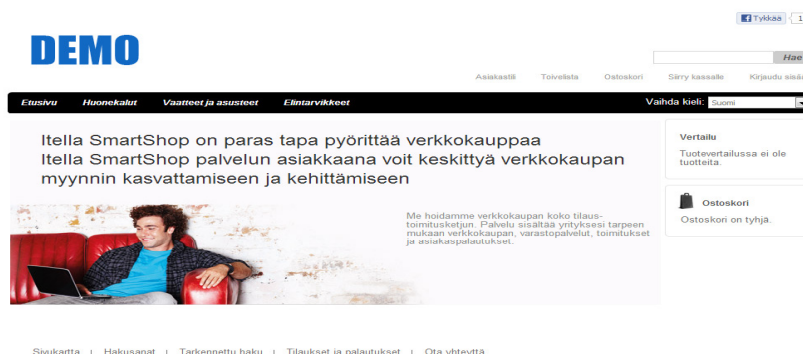 Tykkää 1
DEMO
Hae
Asiakastili Toivelista Ostoskori Siirry kassalle Kirjaudu sisää
Etusivu Huonekalut Vaatteet ja asusteet Elintarvikkeet Vaihda kieli: Suomi
Itella SmartShop on paras tapa pyörittää verkkokauppaa
Itella SmartShop palvelun asiakkaana voit keskittyä verkkokaupan
myynnin kasvattamiseen ja kehittämiseen
Me hoidamme verkkokaupan koko tilaus-
toimitusketjun. Palvelu sisältää yrityksesi tarpeen
mukaan verkkokaupan, varastopalvelut, toimitukset
ja asiakaspalautukset.
Vertailu
Tuotevertailussa ei ole
tuotteita.
Ostoskori
Ostoskori on tyhjä.
Sivukartta | Hakusanat | Tarkennettu haku | Tilaukset ja palautukset | Ota yhteyttä